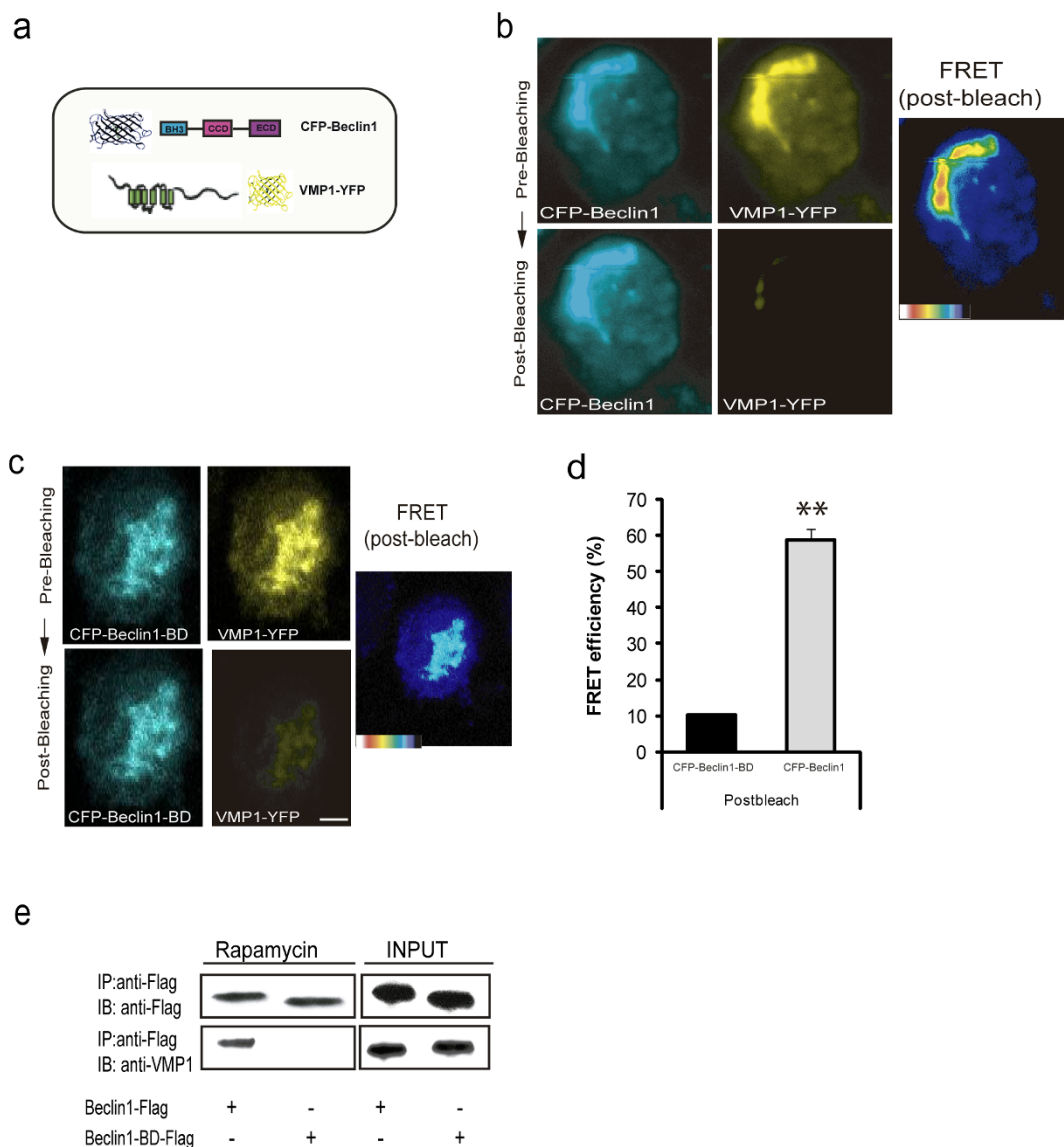 a
BH3 CCD ECD CFP-Beclin1
VMP1-YFP
b
Pre-Bleaching
Post-Bleaching
CFP-Beclin1 VMP1-YFP
CFP-Beclin1 VMP1-YFP
FRET
(post-bleach)
c
Pre-Bleaching
Post-Bleaching
CFP-Beclin1-BD VMP1-YFP
CFP-Beclin1-BD VMP1-YFP
FRET
(post-bleach)
d
FRET efficiency (%)
70
60
50
40
30
20
10
0
**
CFP-Beclin1-BD CFP-Beclin1
Postbleach
e
Rapamycin INPUT
IP:anti-Flag
IB: anti-Flag
IP:anti-Flag
IB: anti-VMP1
Beclin1-Flag + - + -
Beclin1-BD-Flag - + - +